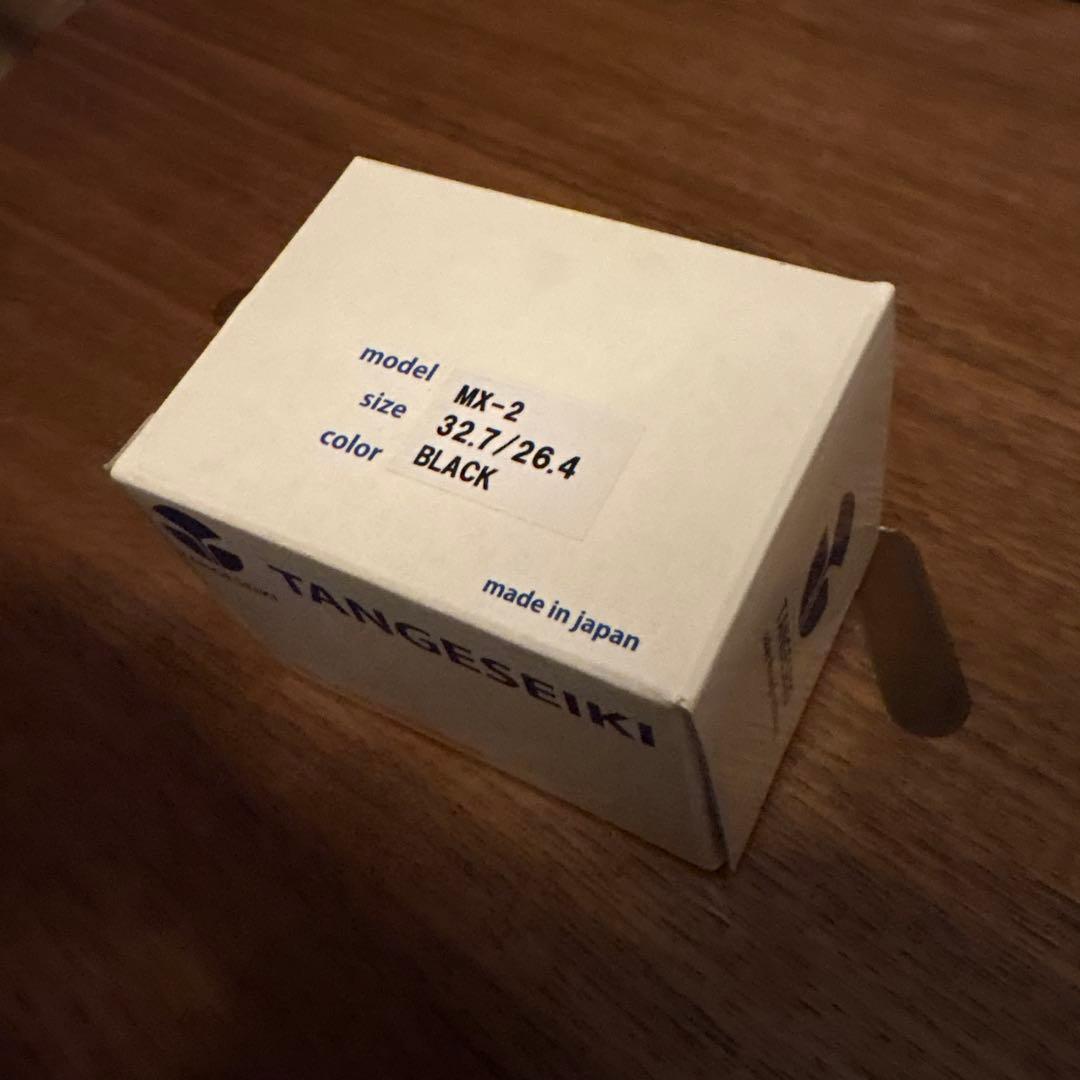 model MX-2
size 32.7/26.4
color BLACK
made in japan
TANGESEIKI